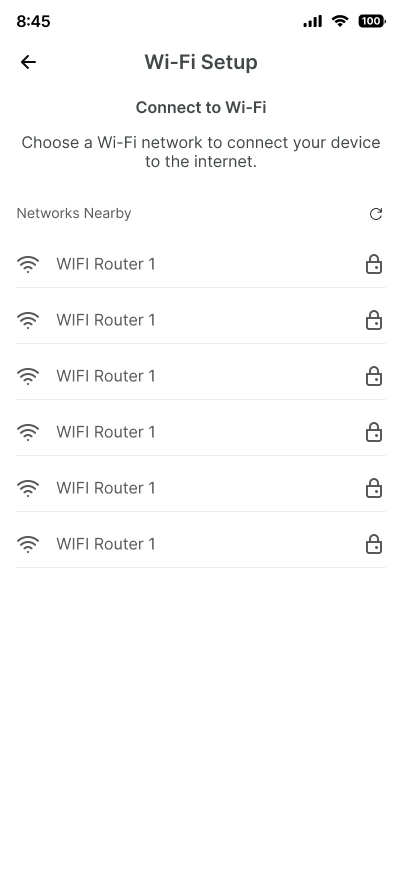 8:45
100
Wi-Fi Setup
Connect to Wi-Fi
Choose a Wi-Fi network to connect your device
to the internet.
Networks Nearby
WIFI Router 1
WIFI Router 1
WIFI Router 1
WIFI Router 1
WIFI Router 1
WIFI Router 1